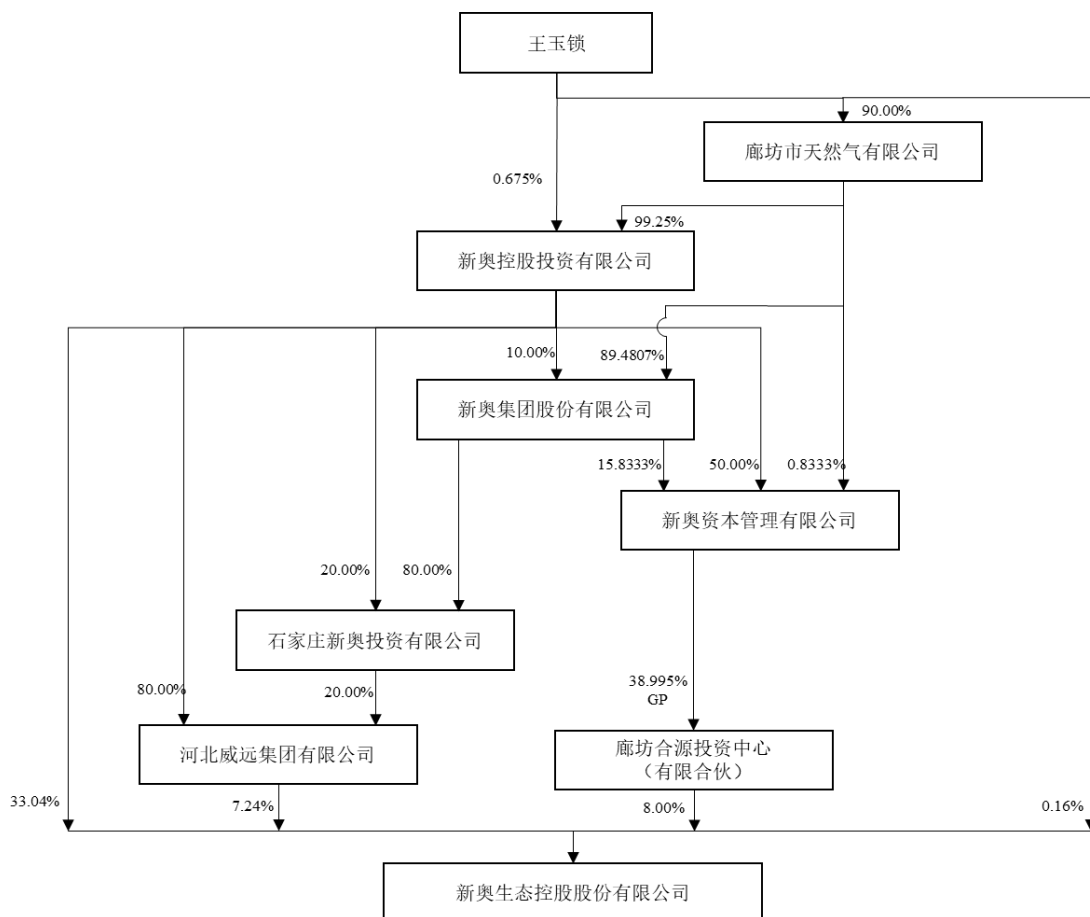 王玉锁
90.00%
廊坊市天然气有限公司
0.675%
99.25%
新奥控股投资有限公司
10.00%
89.4807%
新奥集团股份有限公司
15.8333%
50.00%
0.8333%
新奥资本管理有限公司
20.00%
80.00%
石家庄新奥投资有限公司
80.00%
20.00%
38.995%
GP
河北威远集团有限公司
廊坊合源投资中心
（有限合伙）
33.04%
7.24%
8.00%
0.16%
新奥生态控股股份有限公司